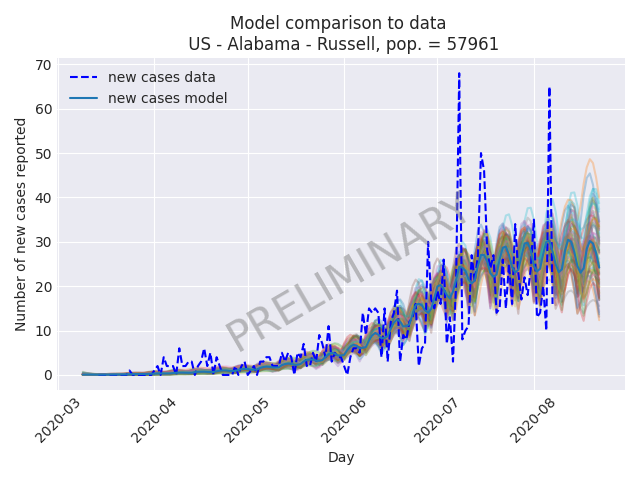 Model comparison to data
US - Alabama - Russell, pop. = 57961
new cases data
new cases model
Number of new cases reported
70
60
50
40
30
20
10
0
PRELIMINARY
2020-03
2020-04
2020-05
2020-06
2020-07
2020-08
Day